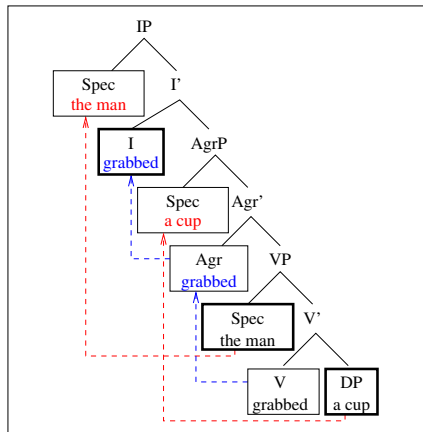 IP
Spec
the man
I'
I
grabbed
AgrP
Spec
a cup
Agr'
Agr
grabbed
VP
Spec
the man
V'
V
grabbed
DP
a cup